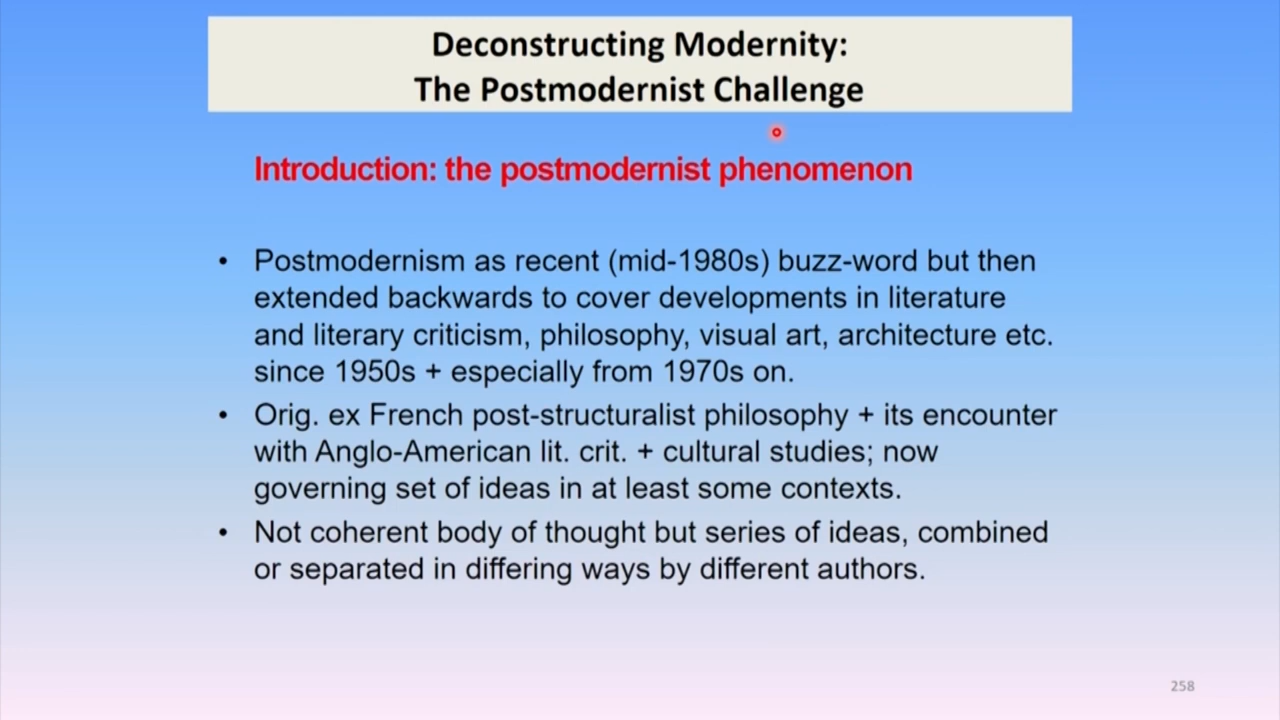 Deconstructing Modernity:
The Postmodernist Challenge
Introduction: the postmodernist phenomenon
• Postmodernism as recent (mid-1980s) buzz-word but then
extended backwards to cover developments in literature
and literary criticism, philosophy, visual art, architecture etc.
since 1950s + especially from 1970s on.
• Orig. ex French post-structuralist philosophy + its encounter
with Anglo-American lit. crit. + cultural studies; now
governing set of ideas in at least some contexts.
• Not coherent body of thought but series of ideas, combined
or separated in differing ways by different authors.
258